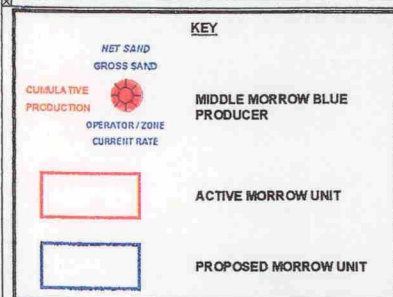 KEY
NET SAND
GROSS SAND
CUMULATIVE
PRODUCTION
OPERATOR / ZONE
CURRENT RATE
MIDDLE MORROW BLUE
PRODUCER
ACTIVE MORROW UNIT
PROPOSED MORROW UNIT